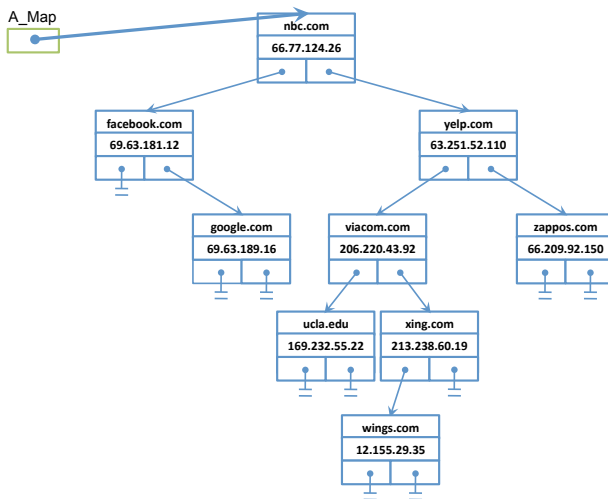 A_Map
nbc.com
66.77.124.26
facebook.com
69.63.181.12
yelp.com
63.251.52.110
google.com
69.63.189.16
viacom.com
206.220.43.92
zappos.com
66.209.92.150
ucla.edu
169.232.55.22
xing.com
213.238.60.19
wings.com
12.155.29.35